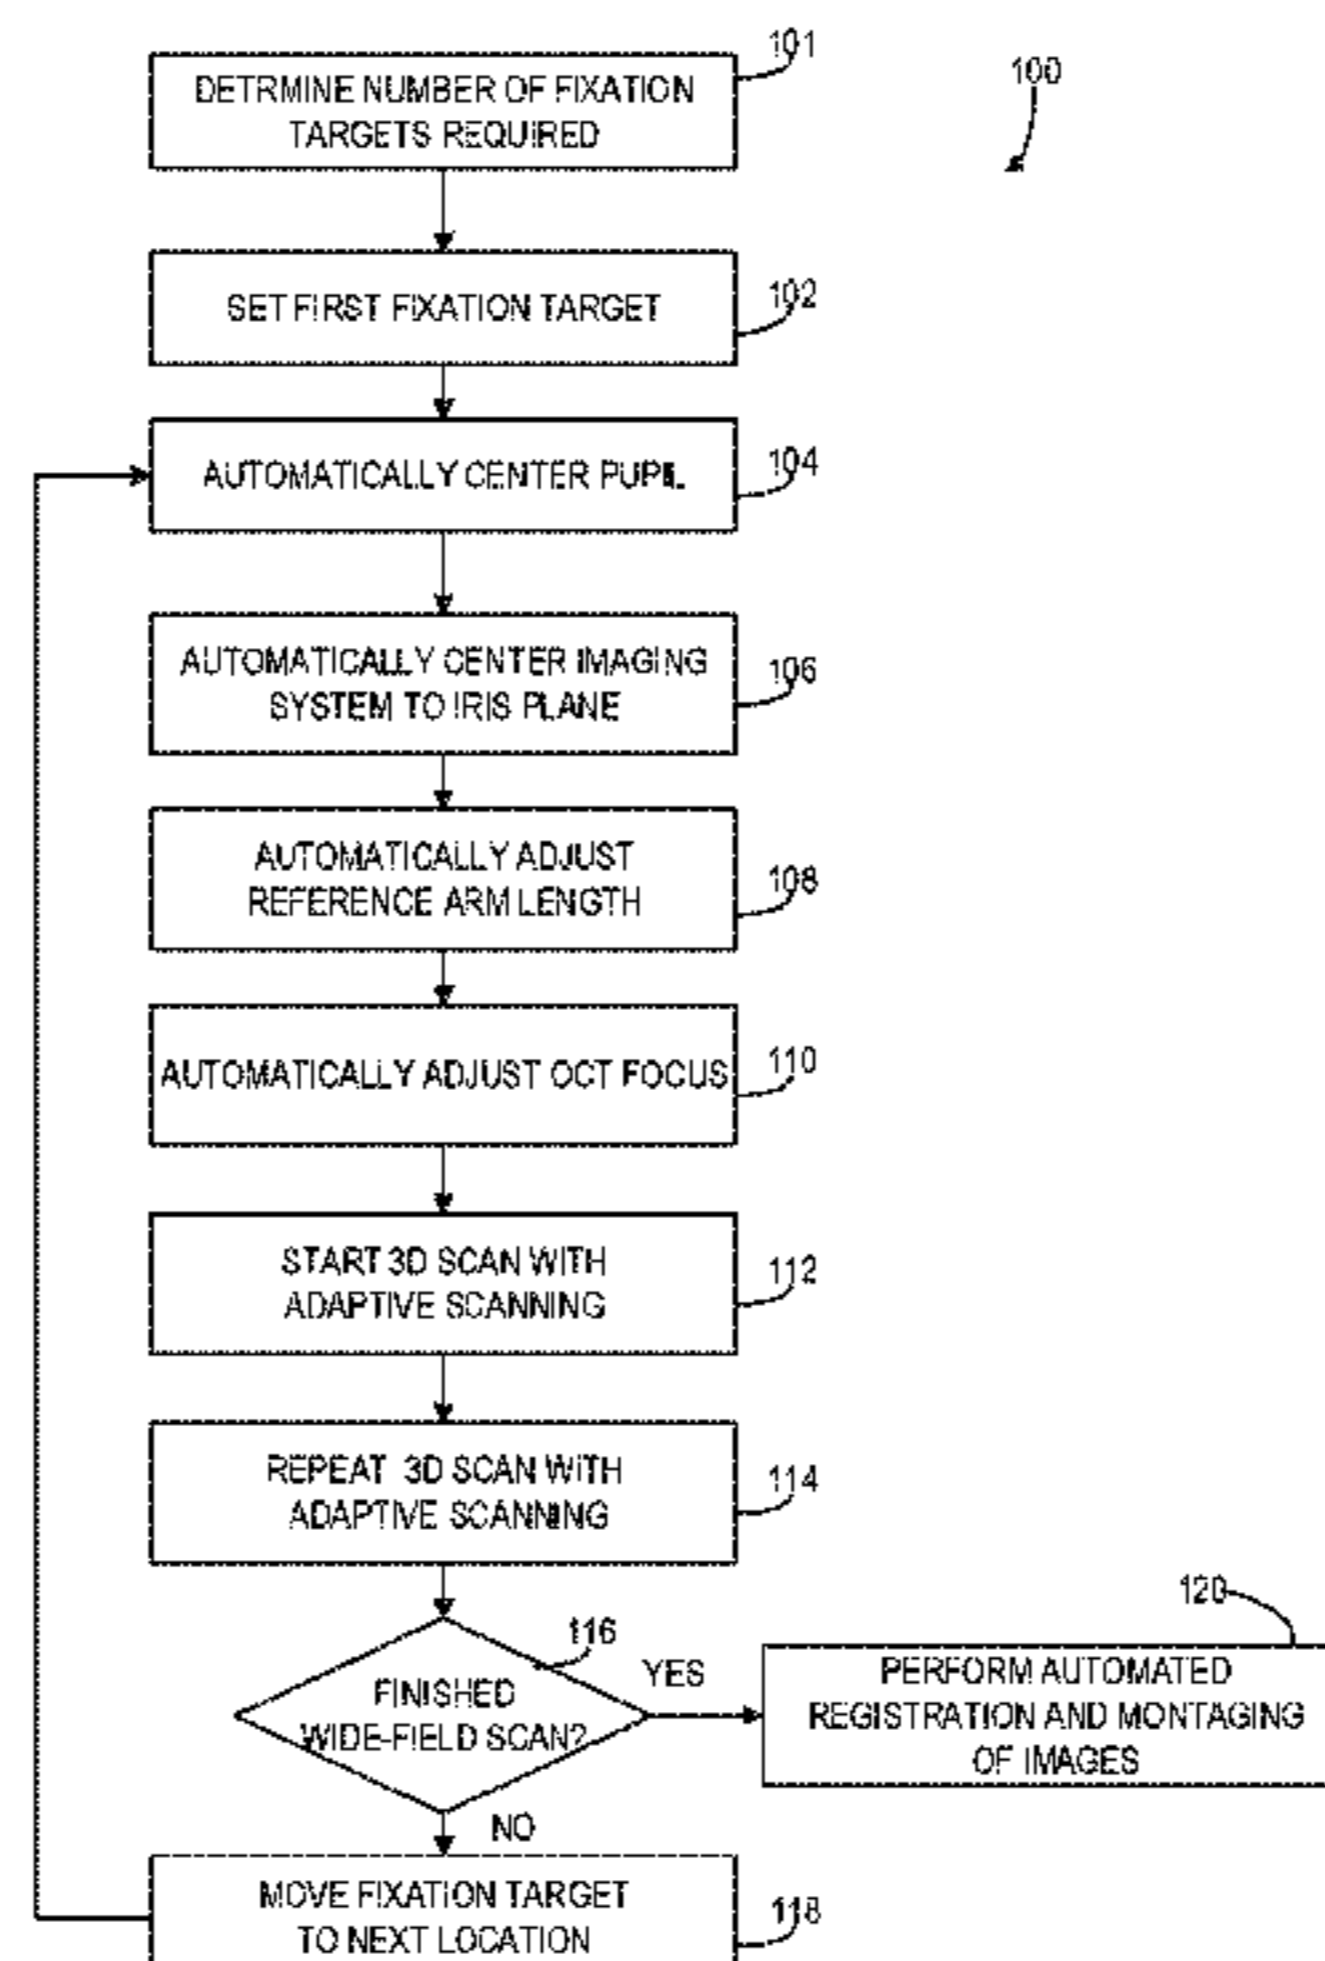 101
100
DETRMINE NUMBER OF FIXATION
TARGETS REQUIRED
102
SET FIRST FIXATION TARGET
104
AUTOMATICALLY CENTER PUPIL
106
AUTOMATICALLY CENTER IMAGING
SYSTEM TO IRIS PLANE
108
AUTOMATICALLY ADJUST
REFERENCE ARM LENGTH
110
AUTOMATICALLY ADJUST OCT FOCUS
112
START 3D SCAN WITH
ADAPTIVE SCANNING
114
REPEAT 3D SCAN WITH
ADAPTIVE SCANNING
116
FINISHED
WIDE-FIELD SCAN?
YES
120
PERFORM AUTOMATED
REGISTRATION AND MONTAGING
OF IMAGES
NO
118
MOVE FIXATION TARGET
TO NEXT LOCATION